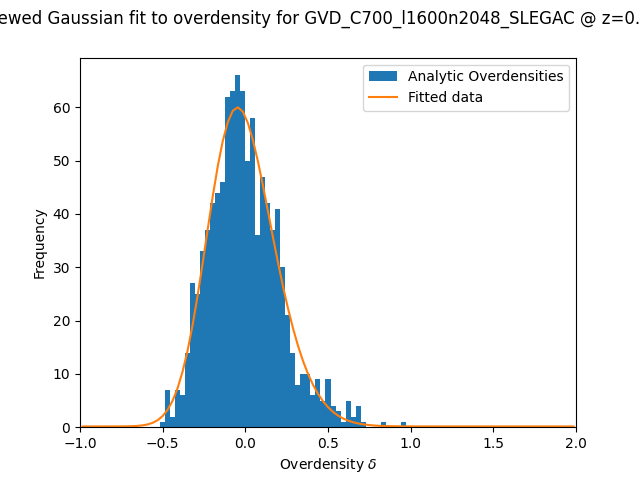 ewed Gaussian fit to overdensity for GVD_C700_l1600n2048_SLEGAC @ z=0.
Analytic Overdensities
Fitted data
Frequency
60
50
40
30
20
10
0
−1.0 −0.5 0.0 0.5 1.0 1.5 2.0
Overdensity δ